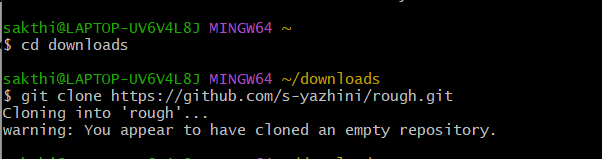 sakthi@LAPTOP-UV6V4L8J MINGW64 ~
$ cd downloads
sakthi@LAPTOP-UV6V4L8J MINGW64 ~/downloads
$ git clone https://github.com/s-yazhini/rough.git
Cloning into 'rough'...
warning: You appear to have cloned an empty repository.